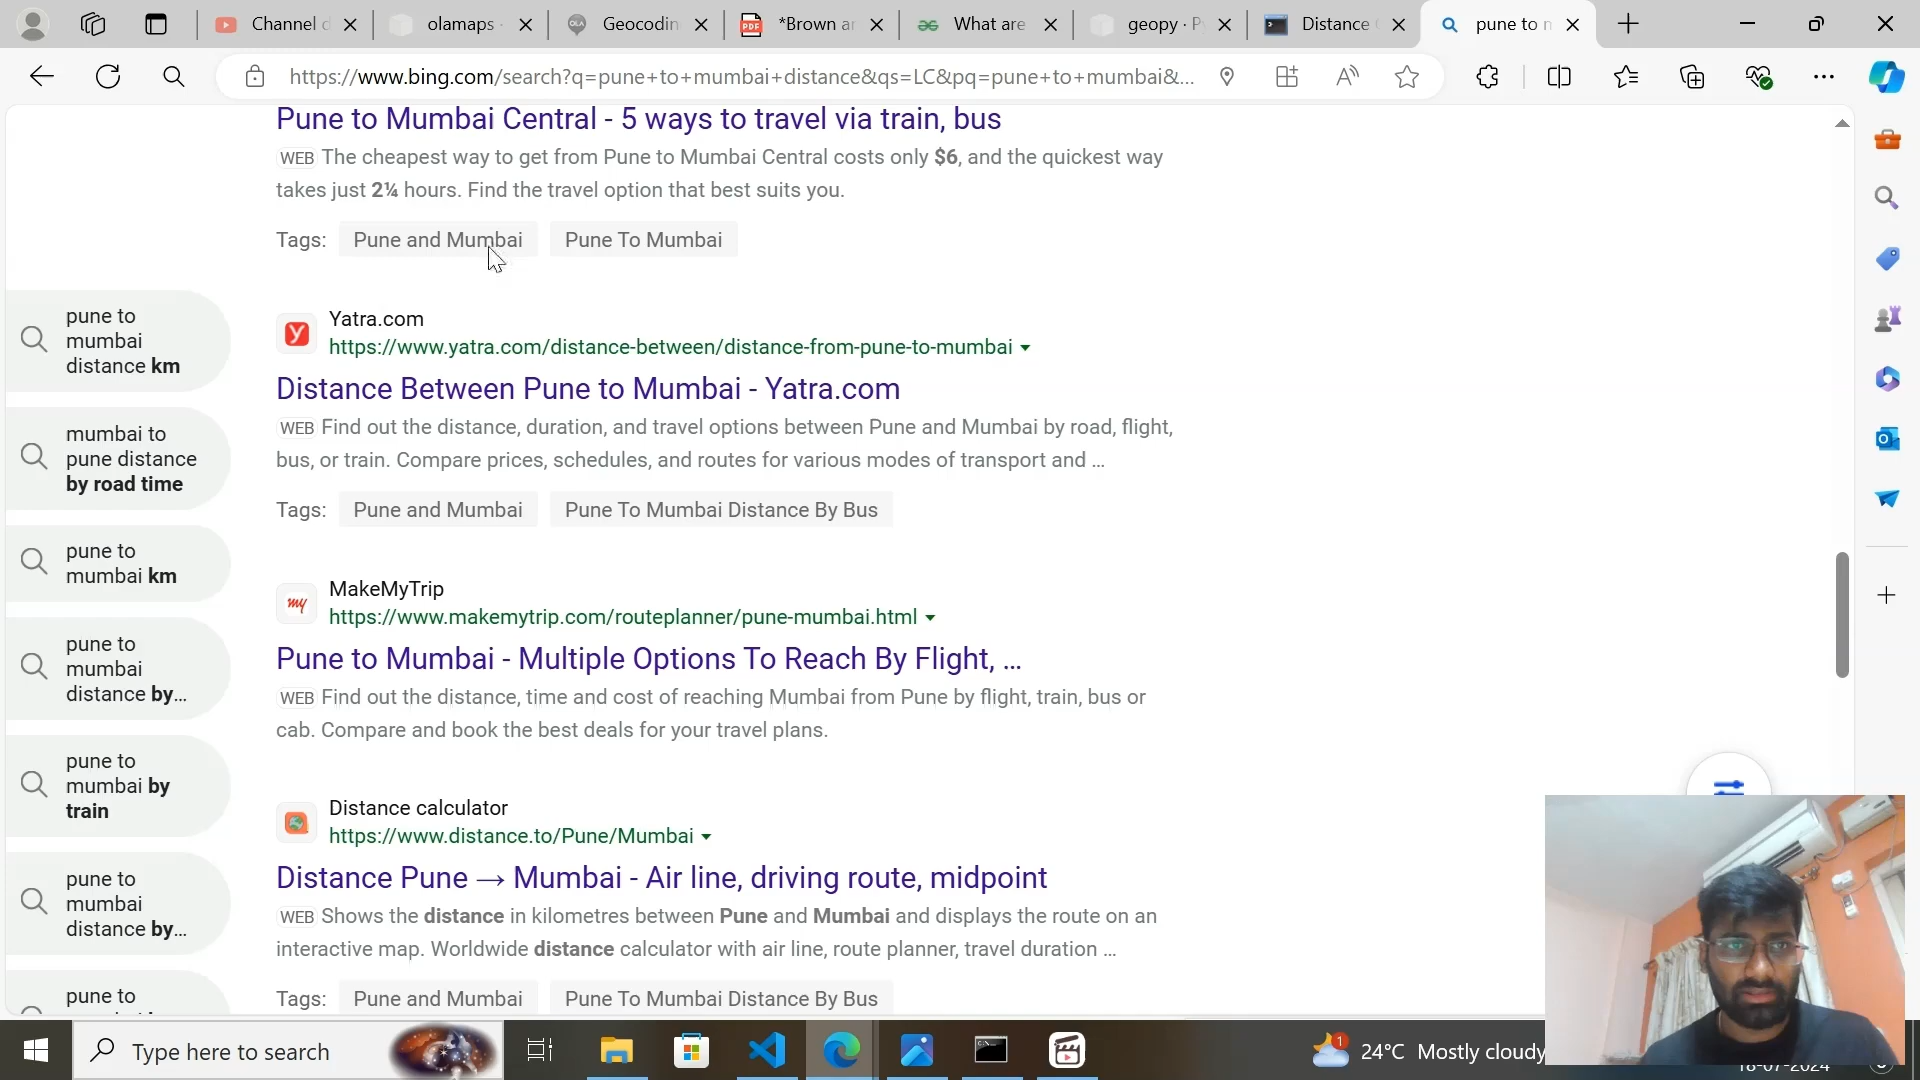 Channel d
olamaps
Geocodin
*Brown ar
What are
geopy · P
Distance
pune to m
https://www.bing.com/search?q=pune+to+mumbai+distance&qs=LC&pq=pune+to+mumbai&...
Pune to Mumbai Central - 5 ways to travel via train, bus
WEB The cheapest way to get from Pune to Mumbai Central costs only $6, and the quickest way
takes just 2¼ hours. Find the travel option that best suits you.
Tags: Pune and Mumbai Pune To Mumbai
pune to
mumbai
distance km
mumbai to
pune distance
by road time
pune to
mumbai km
pune to
mumbai
distance by...
pune to
mumbai by
train
pune to
mumbai
distance by...
pune to
Yatra.com
https://www.yatra.com/distance-between/distance-from-pune-to-mumbai
Distance Between Pune to Mumbai - Yatra.com
WEB Find out the distance, duration, and travel options between Pune and Mumbai by road, flight,
bus, or train. Compare prices, schedules, and routes for various modes of transport and ...
Tags: Pune and Mumbai Pune To Mumbai Distance By Bus
MakeMyTrip
https://www.makemytrip.com/routeplanner/pune-mumbai.html
Pune to Mumbai - Multiple Options To Reach By Flight, ...
WEB Find out the distance, time and cost of reaching Mumbai from Pune by flight, train, bus or
cab. Compare and book the best deals for your travel plans.
Distance calculator
https://www.distance.to/Pune/Mumbai
Distance Pune → Mumbai - Air line, driving route, midpoint
WEB Shows the distance in kilometres between Pune and Mumbai and displays the route on an
interactive map. Worldwide distance calculator with air line, route planner, travel duration ...
Tags: Pune and Mumbai Pune To Mumbai Distance By Bus
Type here to search
1
24°C Mostly cloudy
18-07-2024